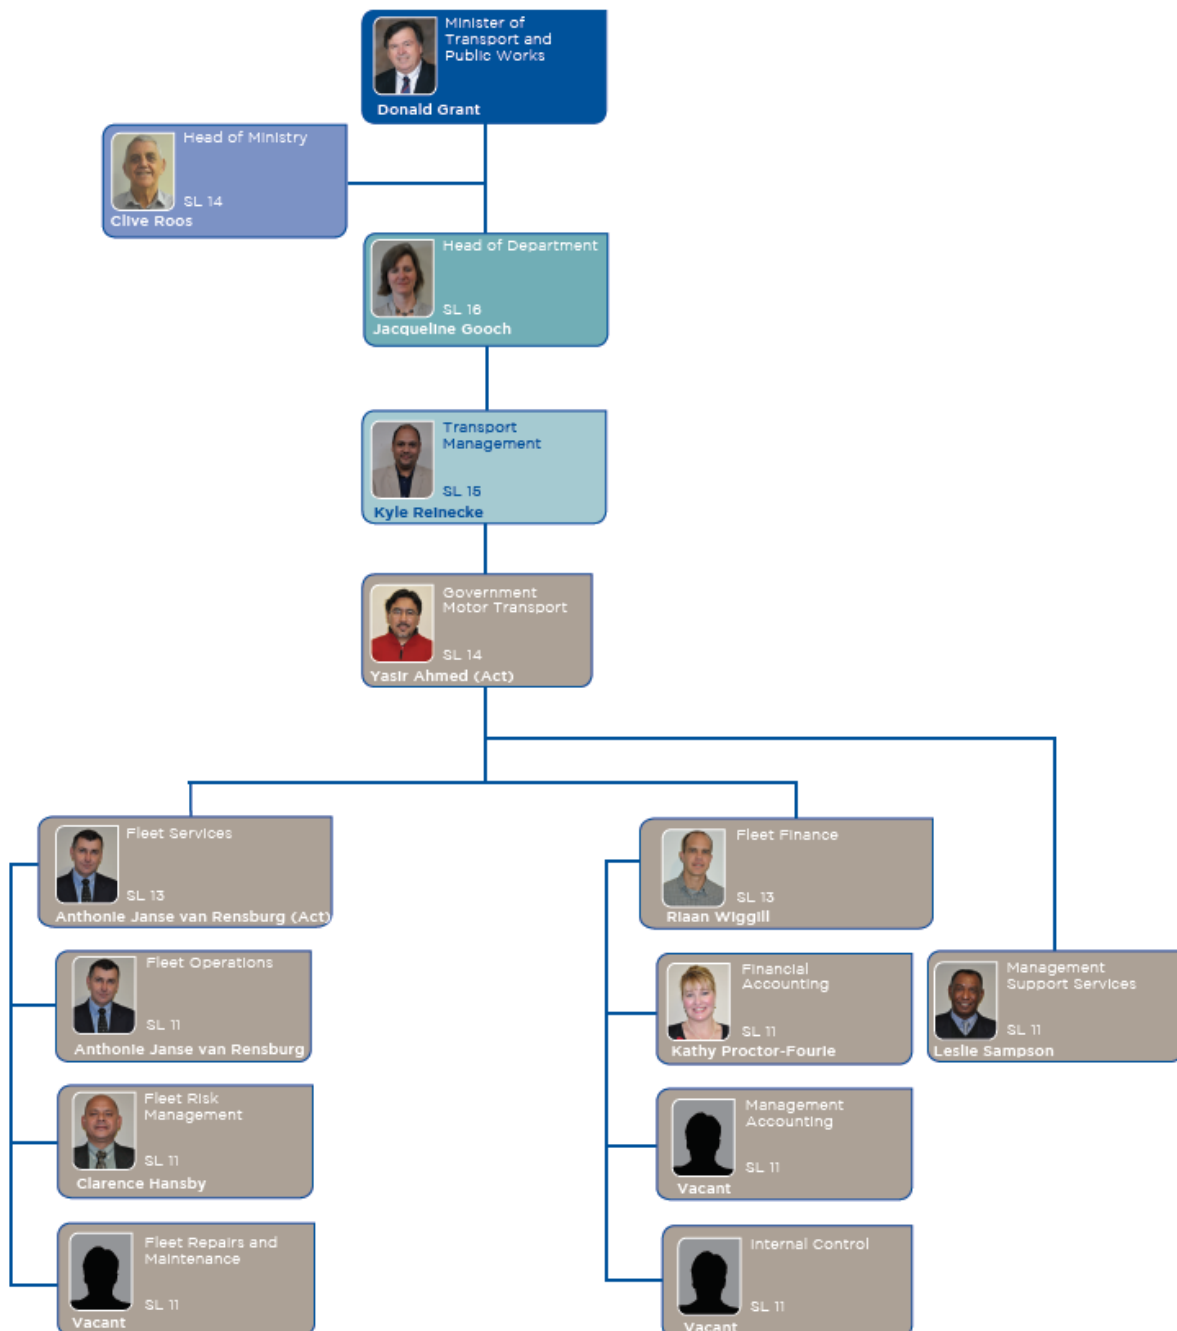 Minister of
Transport and
Public Works
Donald Grant
Head of Ministry
SL 14
Clive Roos
Head of Department
SL 16
Jacqueline Gooch
Transport
Management
SL 15
Kyle Reinecke
Government
Motor Transport
SL 14
Yasir Ahmed (Act)
Fleet Services
SL 13
Anthonie Janse van Rensburg (Act)
Fleet Operations
SL 11
Anthonie Janse van Rensburg
Fleet Risk
Management
SL 11
Clarence Hansby
Fleet Repairs and
Maintenance
SL 11
Vacant
Fleet Finance
SL 13
Riaan Wiggill
Financial
Accounting
SL 11
Kathy Proctor-Fourie
Management
Accounting
SL 11
Vacant
Internal Control
SL 11
Vacant
Management
Support Services
SL 11
Leslie Sampson